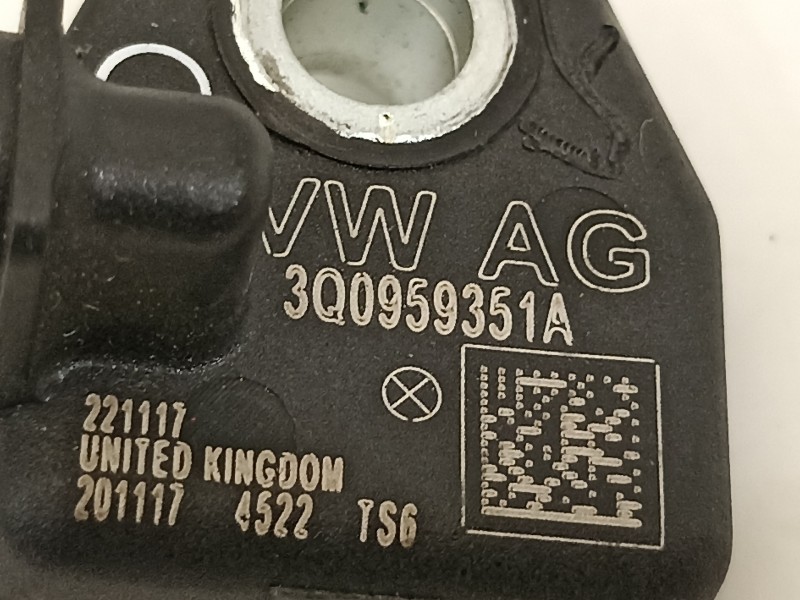 VW AG
3Q0959351A
221117
UNITED KINGDOM
201117 4522 TS6